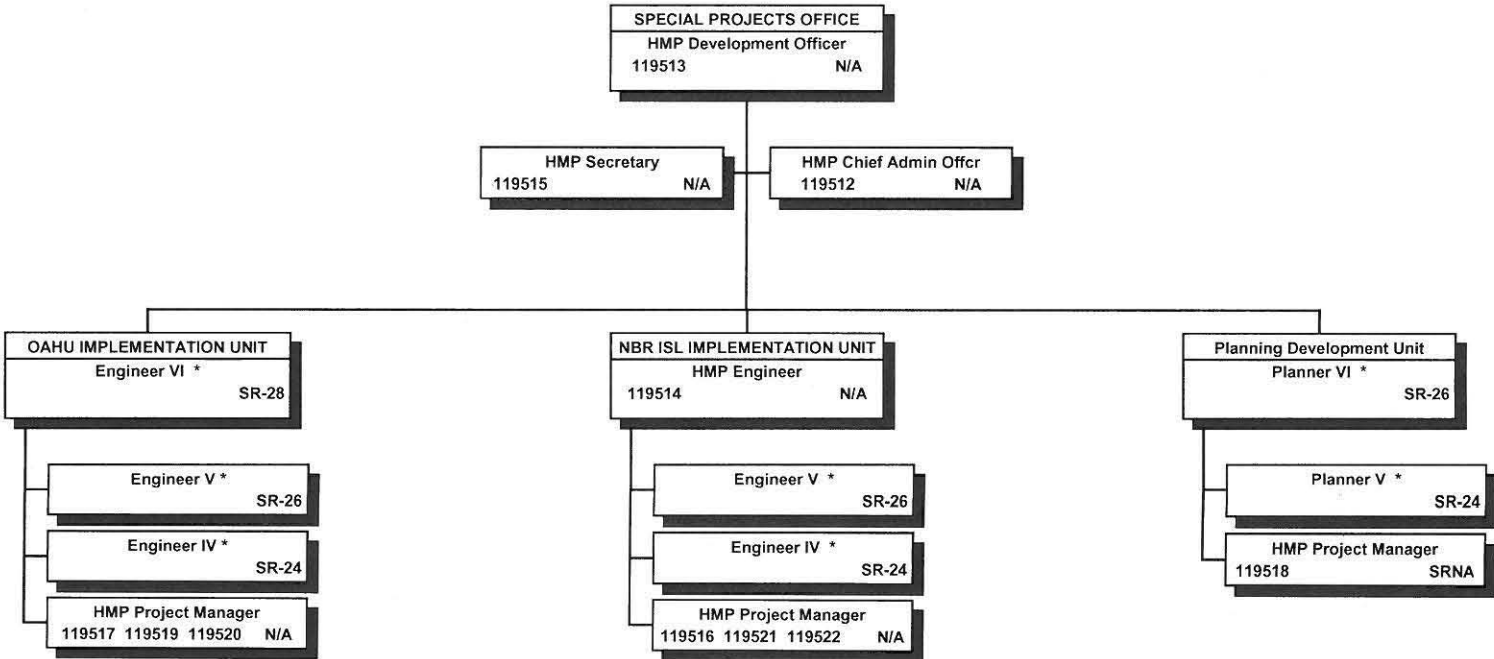 SPECIAL PROJECTS OFFICE
HMP Development Officer
119513 N/A
HMP Secretary
119515 N/A
HMP Chief Admin Offcr
119512 N/A
OAHU IMPLEMENTATION UNIT
Engineer VI *
SR-28
Engineer V *
SR-26
Engineer IV *
SR-24
HMP Project Manager
119517 119519 119520 N/A
NBR ISL IMPLEMENTATION UNIT
HMP Engineer
119514 N/A
Engineer V *
SR-26
Engineer IV *
SR-24
HMP Project Manager
119516 119521 119522 N/A
Planning Development Unit
Planner VI *
SR-26
Planner V *
SR-24
HMP Project Manager
119518 SRNA